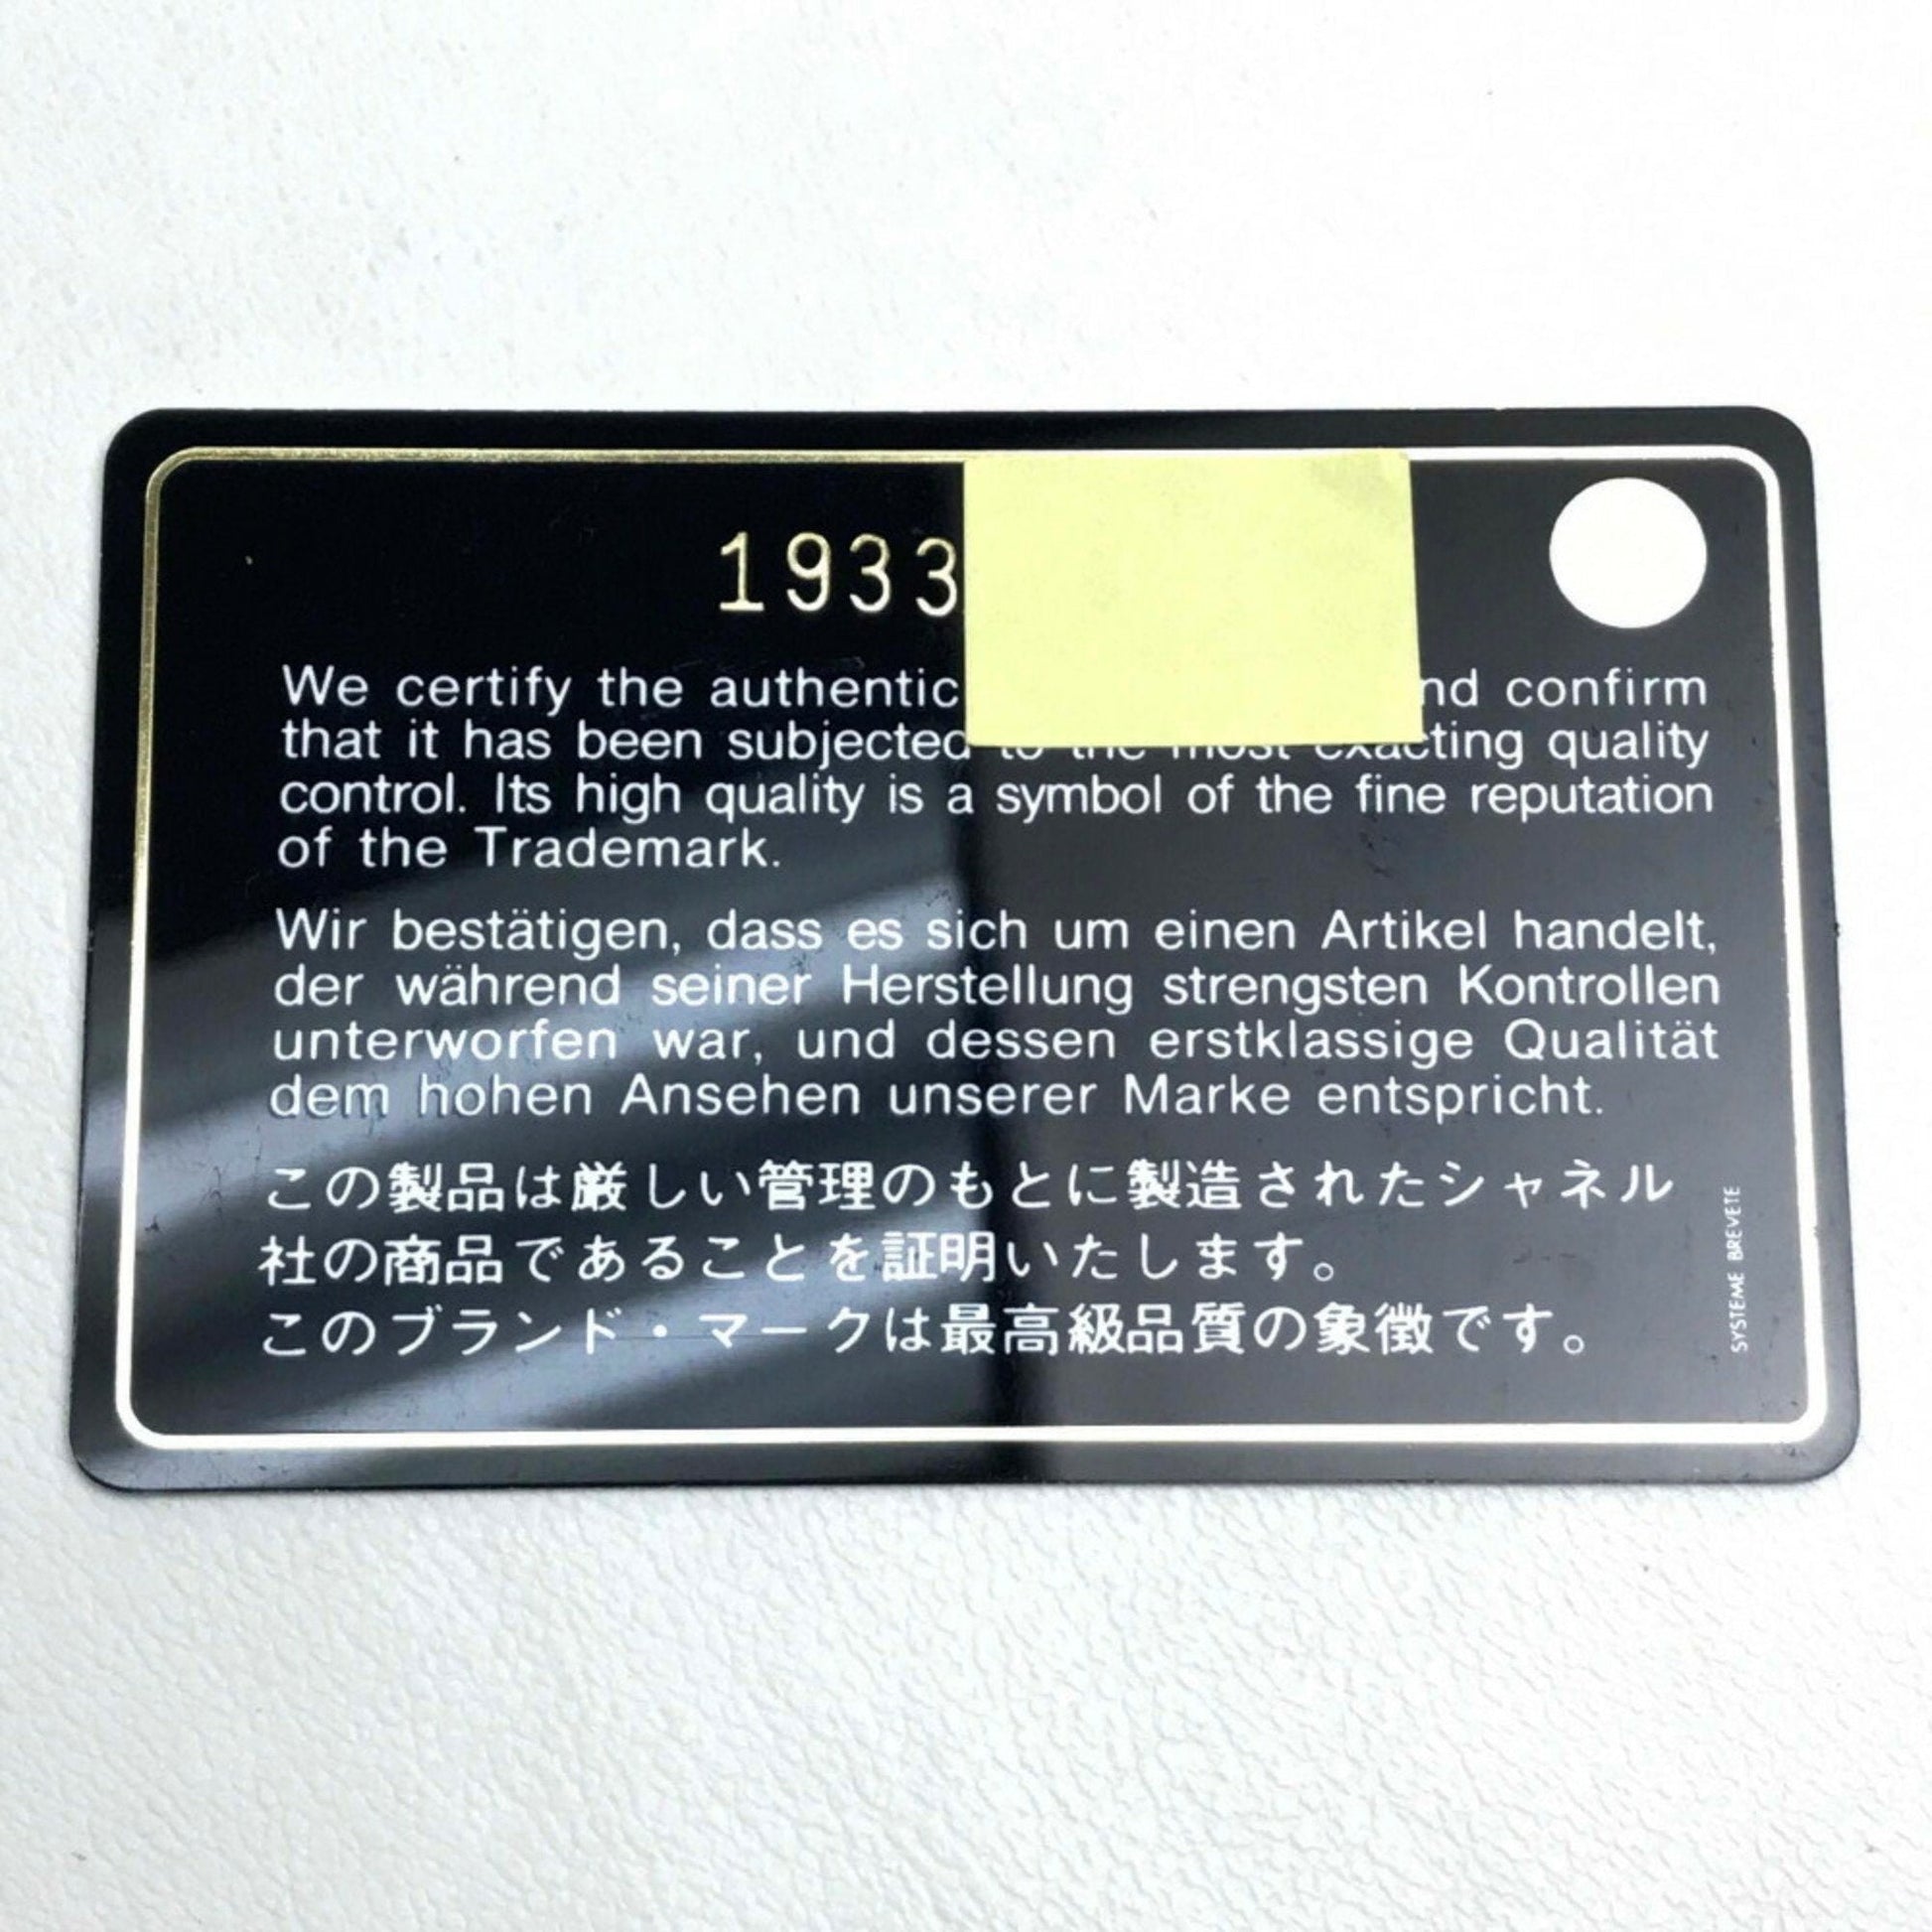 1933
We certify the authentic nd confirm
that it has been subjected to the most exacting quality
control. Its high quality is a symbol of the fine reputation
of the Trademark.
Wir bestätigen, dass es sich um einen Artikel handelt,
der während seiner Herstellung strengsten Kontrollen
unterworfen war, und dessen erstklassige Qualität
dem hohen Ansehen unserer Marke entspricht.
この製品は厳しい管理のもとに製造されたシャネル
社の商品であることを証明いたします。
このブランド・マークは最高級品質の象徴です。
SYSTEME BREVETE